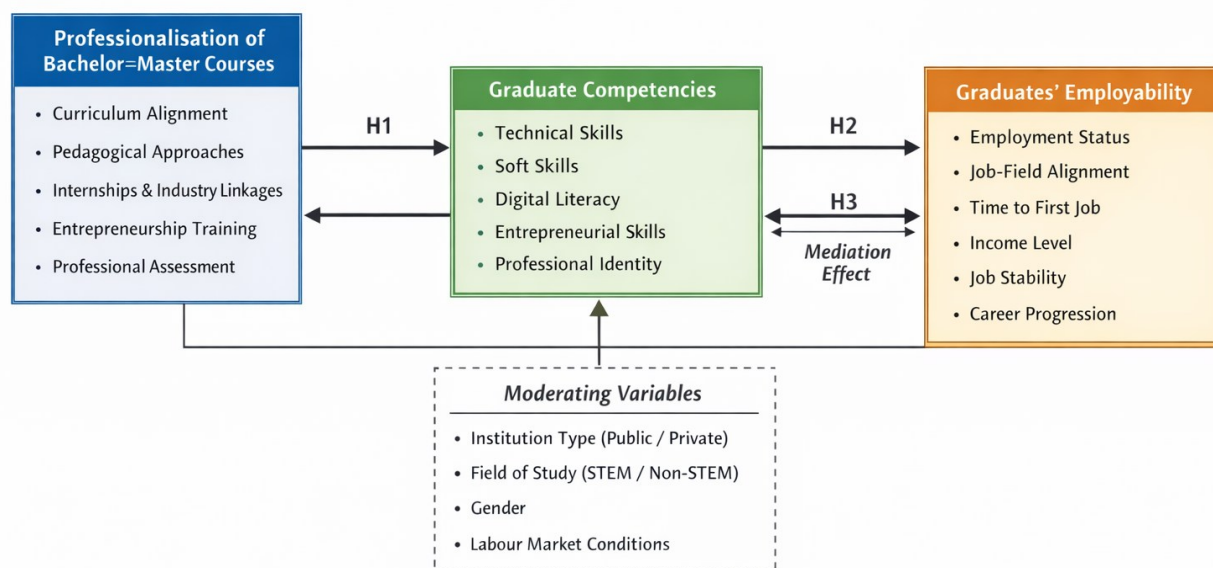 Professionalisation of
Bachelor=Master Courses
• Curriculum Alignment
• Pedagogical Approaches
• Internships & Industry Linkages
• Entrepreneurship Training
• Professional Assessment
H1
Graduate Competencies
• Technical Skills
• Soft Skills
• Digital Literacy
• Entrepreneurial Skills
• Professional Identity
H2
H3
Mediation
Effect
Graduates' Employability
• Employment Status
• Job-Field Alignment
• Time to First Job
• Income Level
• Job Stability
• Career Progression
Moderating Variables
• Institution Type (Public / Private)
• Field of Study (STEM / Non-STEM)
• Gender
• Labour Market Conditions